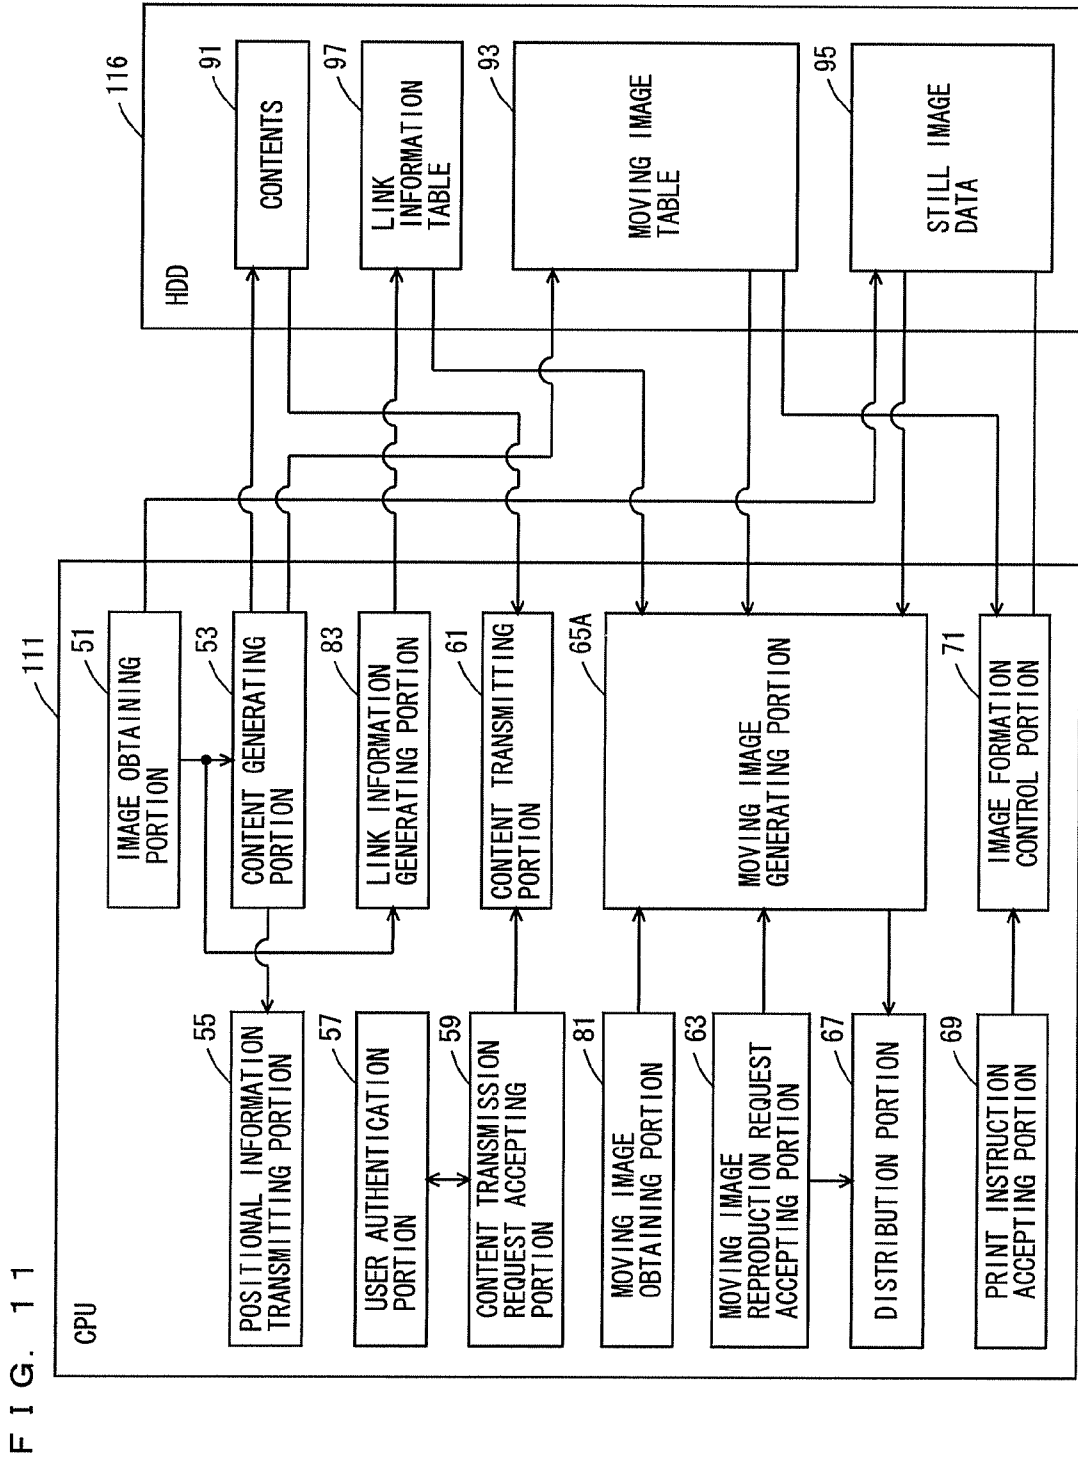 FIG. 11
CPU
111
POSITIONAL INFORMATION
TRANSMITTING PORTION
55
USER AUTHENTICATION
PORTION
57
CONTENT TRANSMISSION
REQUEST ACCEPTING
PORTION
59
MOVING IMAGE
OBTAINING PORTION
81
MOVING IMAGE
REPRODUCTION REQUEST
ACCEPTING PORTION
63
DISTRIBUTION PORTION
67
PRINT INSTRUCTION
ACCEPTING PORTION
69
IMAGE OBTAINING
PORTION
51
CONTENT GENERATING
PORTION
53
LINK INFORMATION
GENERATING PORTION
83
CONTENT TRANSMITTING
PORTION
61
MOVING IMAGE
GENERATING PORTION
65A
IMAGE FORMATION
CONTROL PORTION
71
HDD
116
CONTENTS
91
LINK
INFORMATION
TABLE
97
MOVING IMAGE
TABLE
93
STILL IMAGE
DATA
95